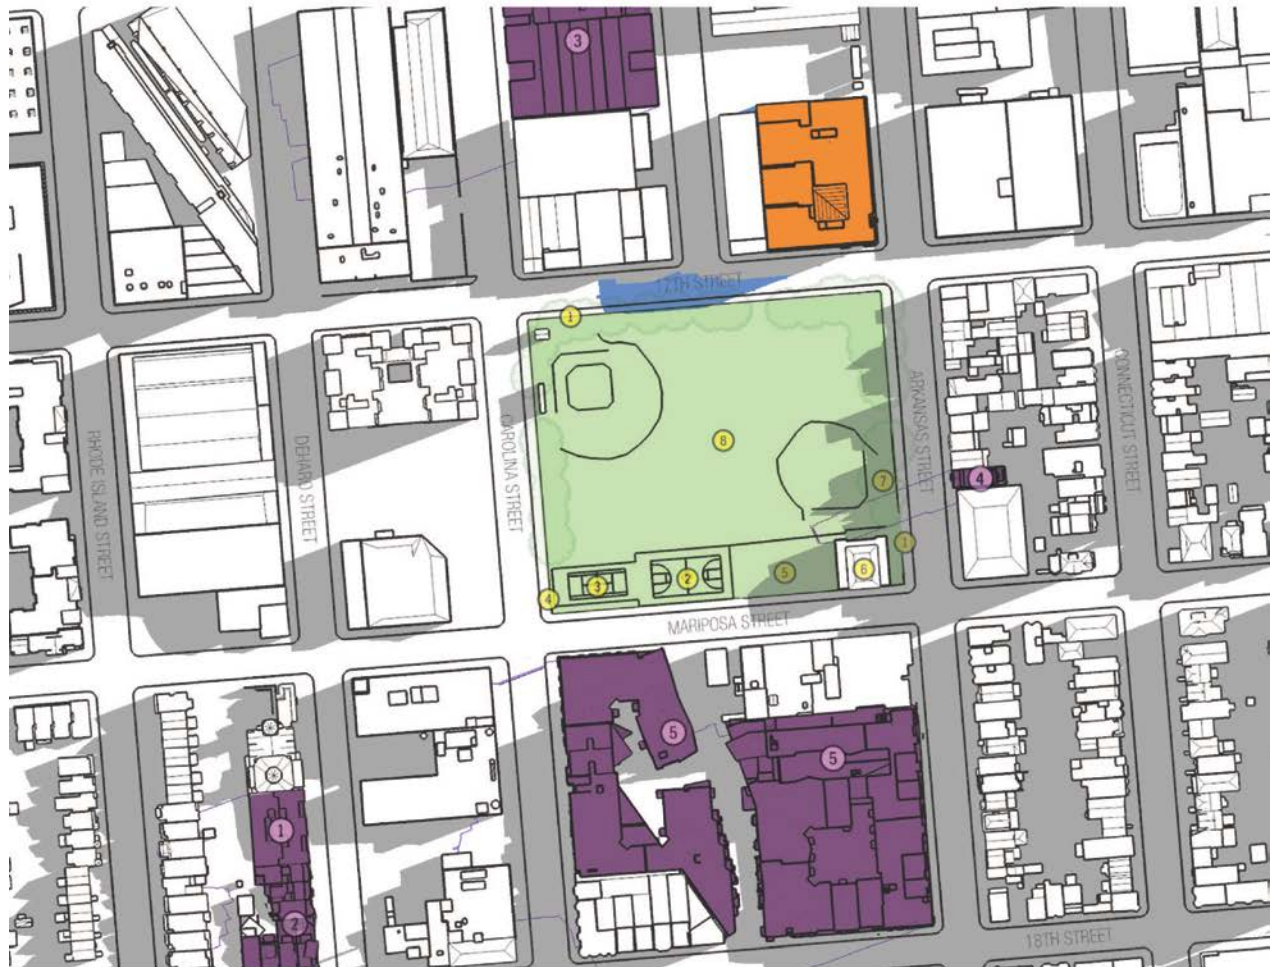 3
17TH STREET
1
ARKANSAS STREET
CONNECTICUT STREET
CAROLINA STREET
DEHARO STREET
RHODE ISLAND STREET
8
7
4
1
3
2
5
6
4
MARIPOSA STREET
5
5
1
2
18TH STREET